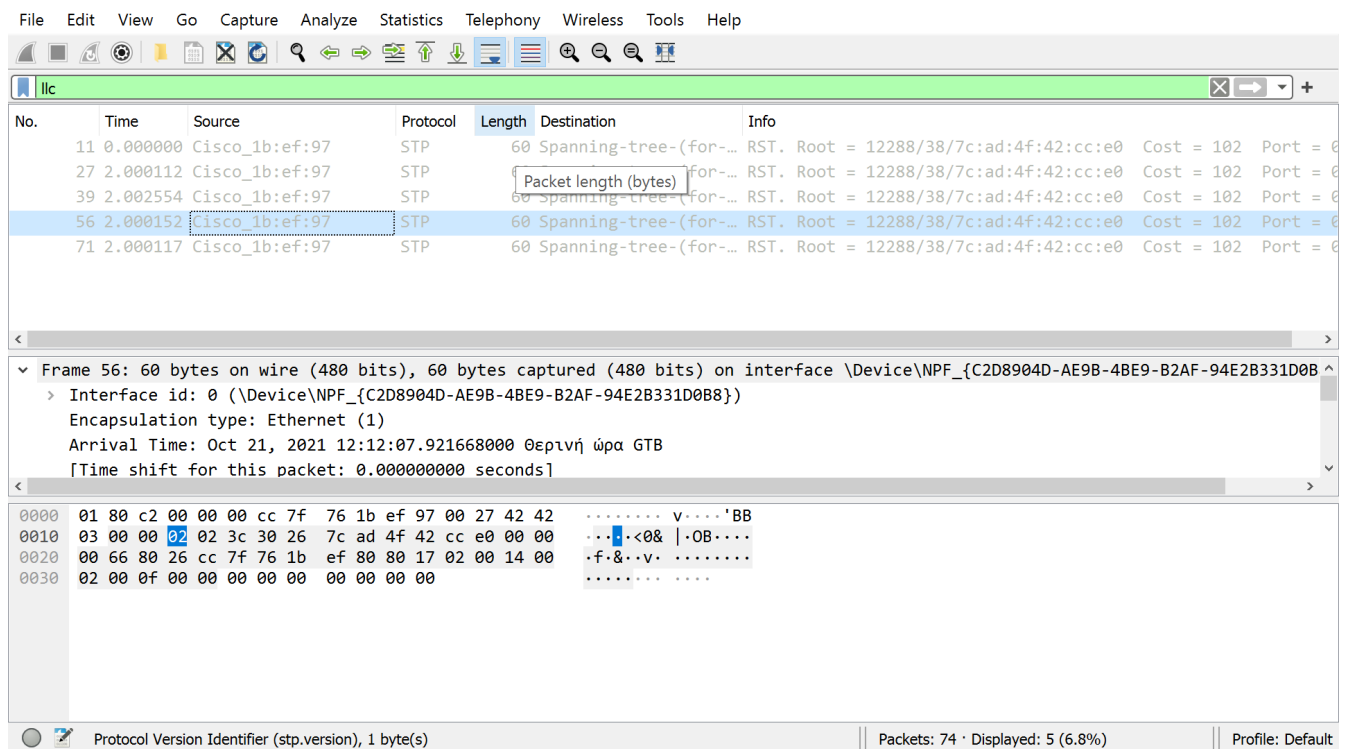 File Edit View Go Capture Analyze Statistics Telephony Wireless Tools Help
llc
No. Time Source Protocol Length Destination Info
11 0.000000 Cisco_1b:ef:97 STP 60 Spanning-tree-(for-… RST. Root = 12288/38/7c:ad:4f:42:cc:e0 Cost = 102 Port = 0
27 2.000112 Cisco_1b:ef:97 STP for-… RST. Root = 12288/38/7c:ad:4f:42:cc:e0 Cost = 102 Port = 0
Packet length (bytes)
39 2.002554 Cisco_1b:ef:97 STP 60 Spanning-tree-(for-… RST. Root = 12288/38/7c:ad:4f:42:cc:e0 Cost = 102 Port = 0
56 2.000152 Cisco_1b:ef:97 STP 60 Spanning-tree-(for-… RST. Root = 12288/38/7c:ad:4f:42:cc:e0 Cost = 102 Port = 0
71 2.000117 Cisco_1b:ef:97 STP 60 Spanning-tree-(for-… RST. Root = 12288/38/7c:ad:4f:42:cc:e0 Cost = 102 Port = 0
Frame 56: 60 bytes on wire (480 bits), 60 bytes captured (480 bits) on interface \Device\NPF_{C2D8904D-AE9B-4BE9-B2AF-94E2B331D0B
Interface id: 0 (\Device\NPF_{C2D8904D-AE9B-4BE9-B2AF-94E2B331D0B8})
Encapsulation type: Ethernet (1)
Arrival Time: Oct 21, 2021 12:12:07.921668000 Θερινή ώρα GTB
[Time shift for this packet: 0.000000000 seconds]
0000 01 80 c2 00 00 00 cc 7f 76 1b ef 97 00 27 42 42 ········ v····'BB
0010 03 00 00 02 02 3c 30 26 7c ad 4f 42 cc e0 00 00 ·····<0& |·OB····
0020 00 66 80 26 cc 7f 76 1b ef 80 80 17 02 00 14 00 ·f·&··v· ········
0030 02 00 0f 00 00 00 00 00 00 00 00 00 ········ ····
Protocol Version Identifier (stp.version), 1 byte(s) Packets: 74 · Displayed: 5 (6.8%) Profile: Default